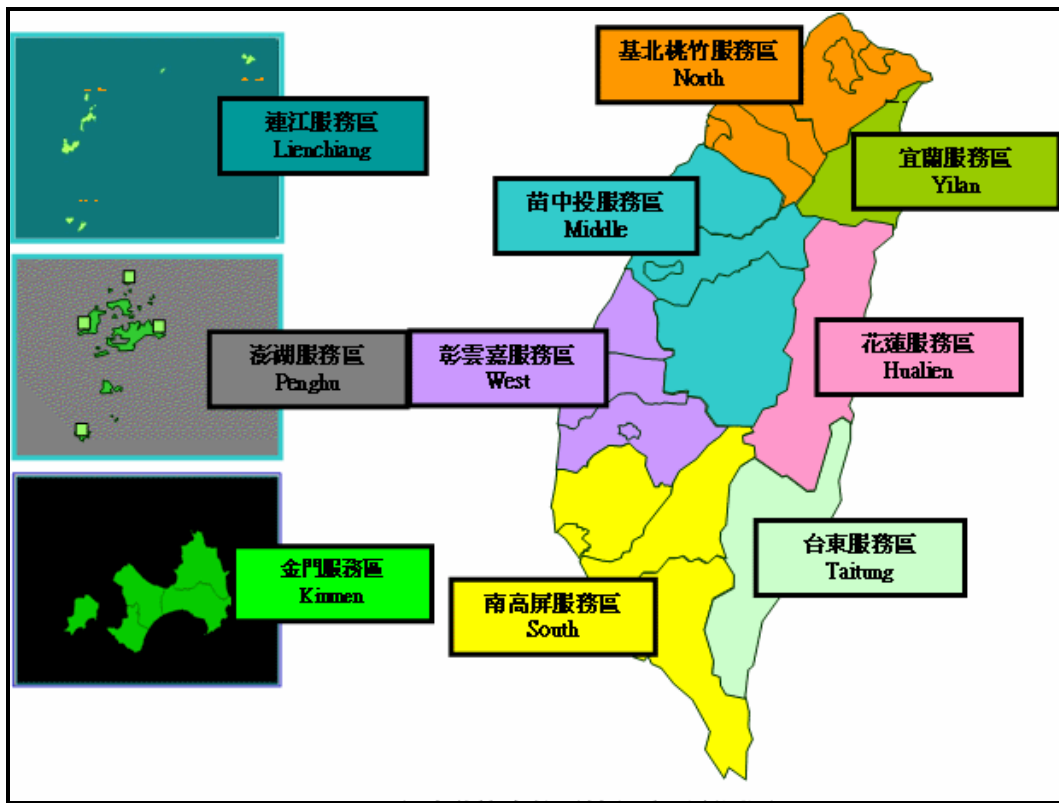 基北桃竹服務區
North
連江服務區
Lienchiang
宜蘭服務區
Yilan
苗中投服務區
Middle
澎湖服務區
Penghu
彰雲嘉服務區
West
花蓮服務區
Hualien
台東服務區
Taitung
金門服務區
Kinmen
南高屏服務區
South